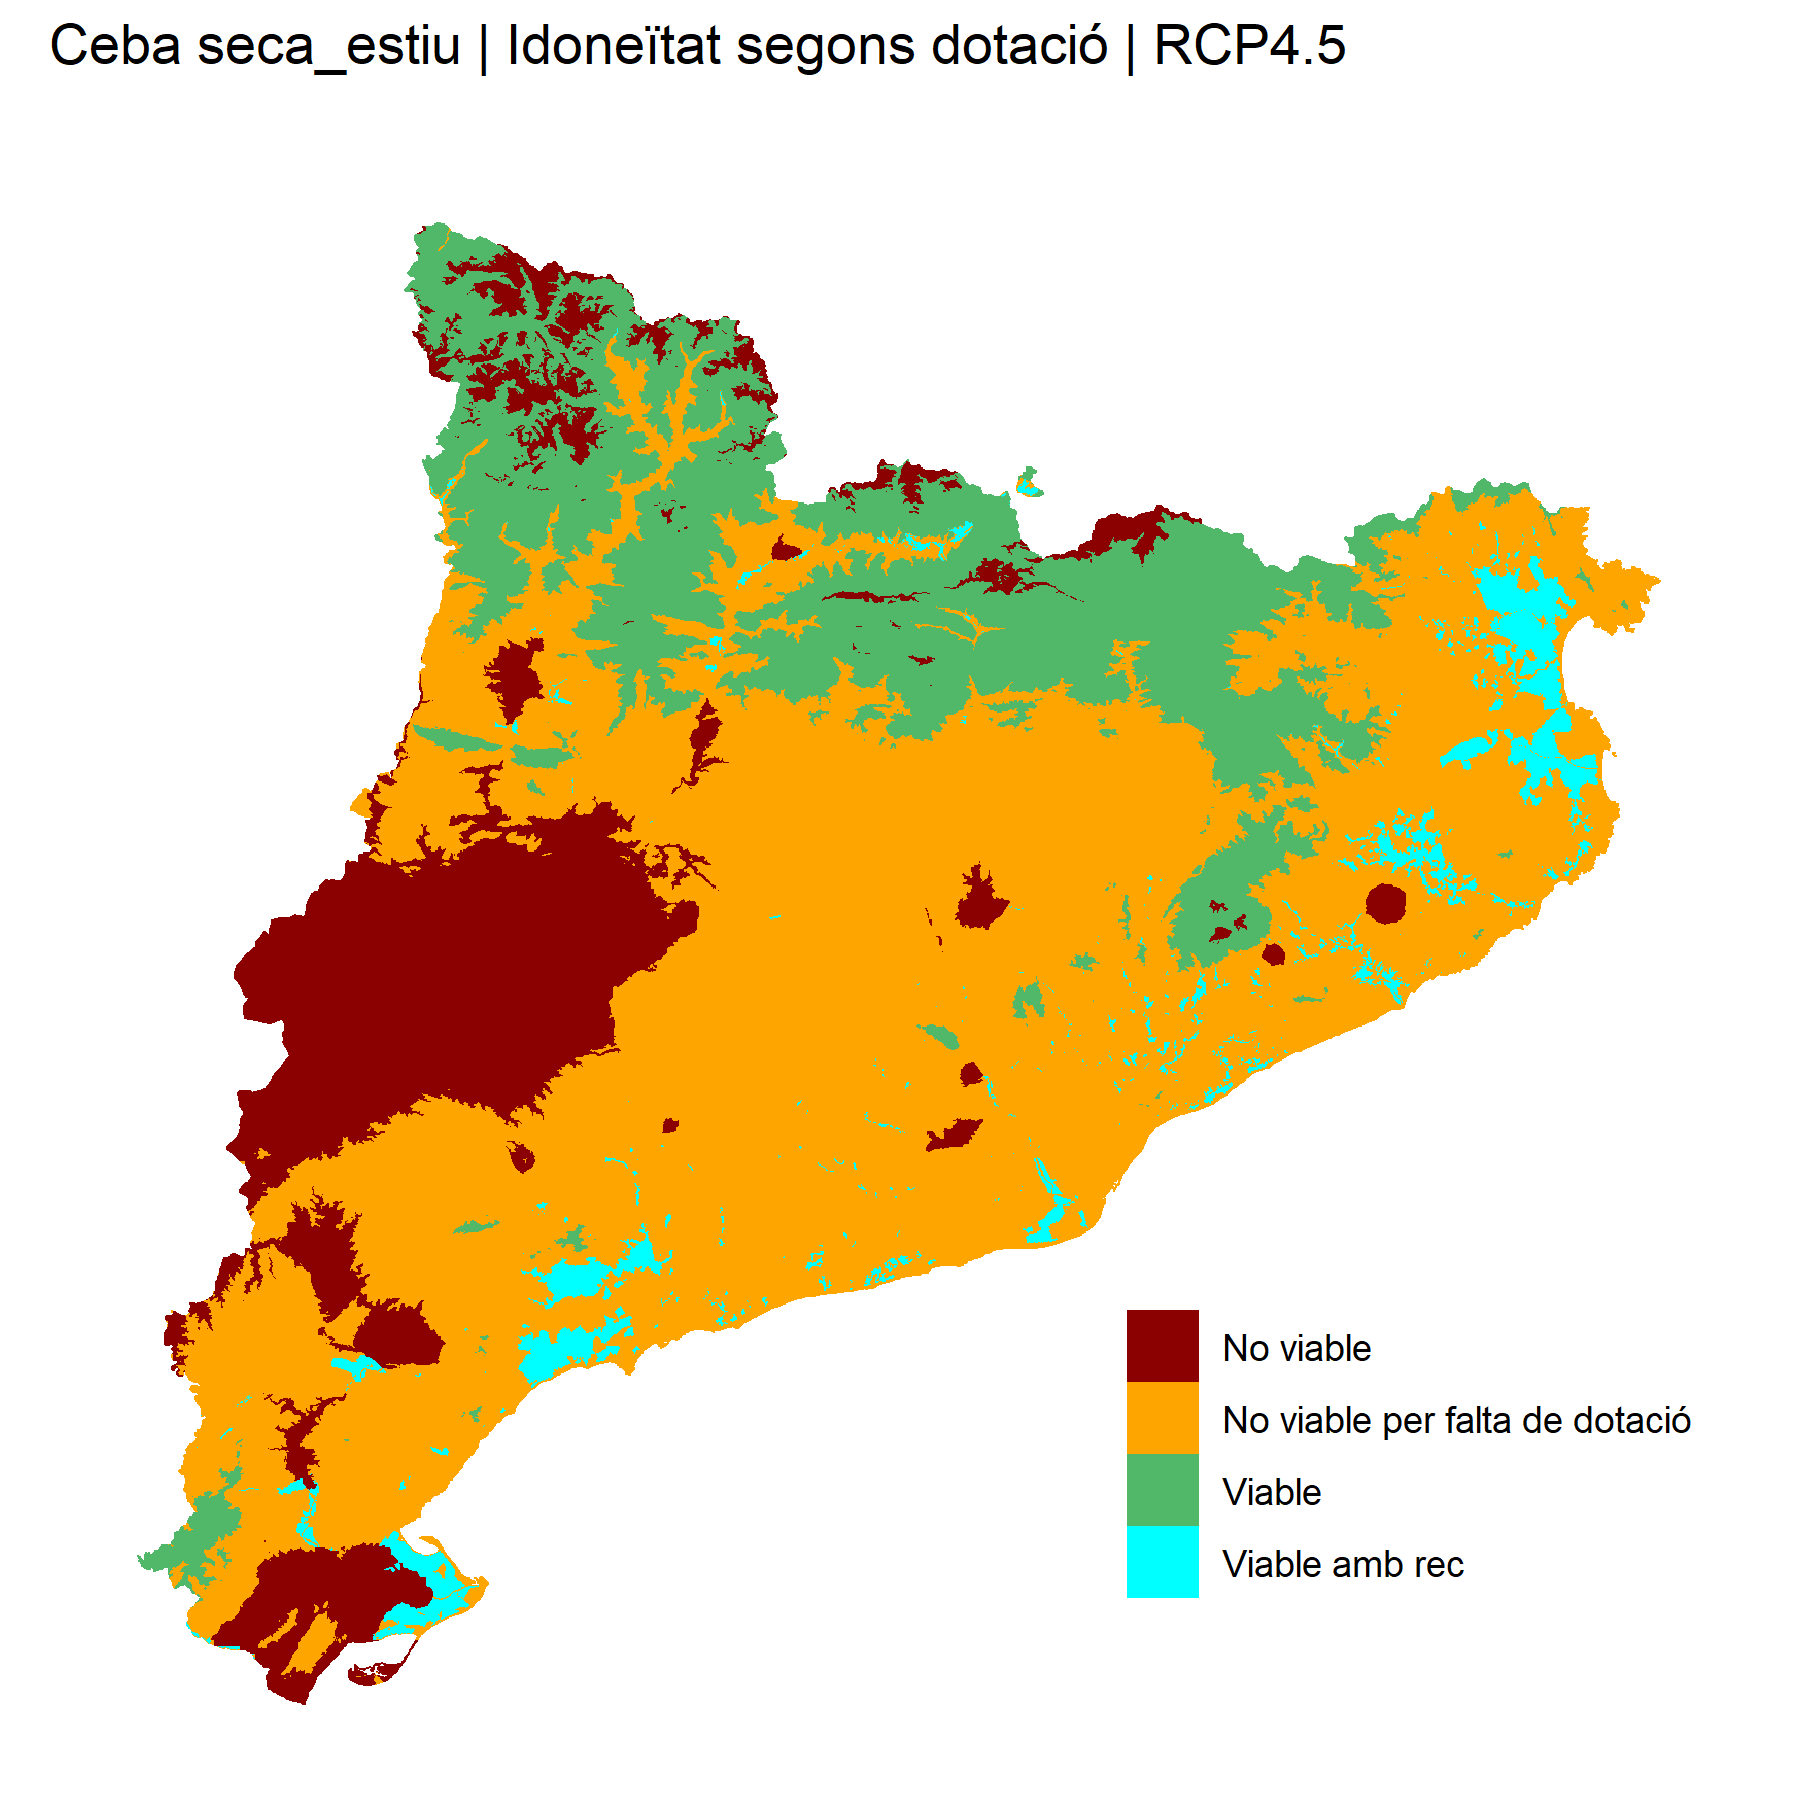 Ceba seca_estiu | Idoneïtat segons dotació | RCP4.5
No viable
No viable per falta de dotació
Viable
Viable amb rec